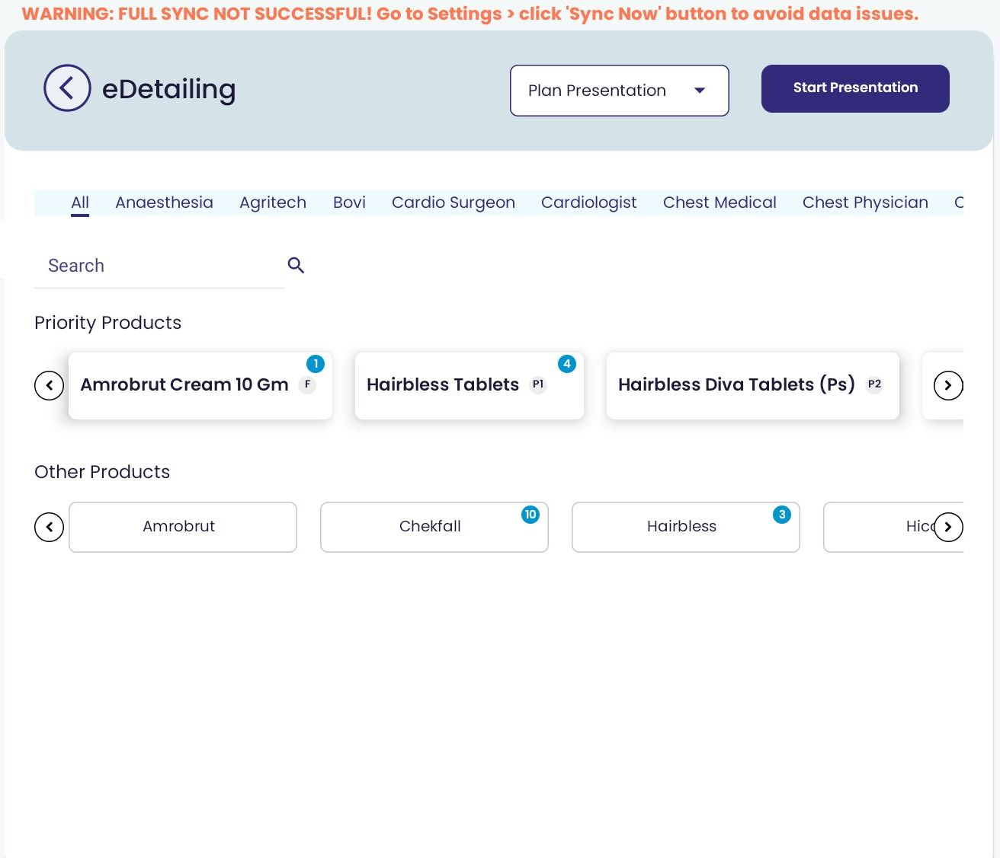 WARNING: FULL SYNC NOT SUCCESSFUL! Go to Settings > click 'Sync Now' button to avoid data issues.
eDetailing
Plan Presentation
Start Presentation
All Anaesthesia Agritech Bovi Cardio Surgeon Cardiologist Chest Medical Chest Physician
Search
Priority Products
1
4
Amrobrut Cream 10 Gm F Hairbless Tablets P1 Hairbless Diva Tablets (Ps) P2
Other Products
10
3
Amrobrut Chekfall Hairbless